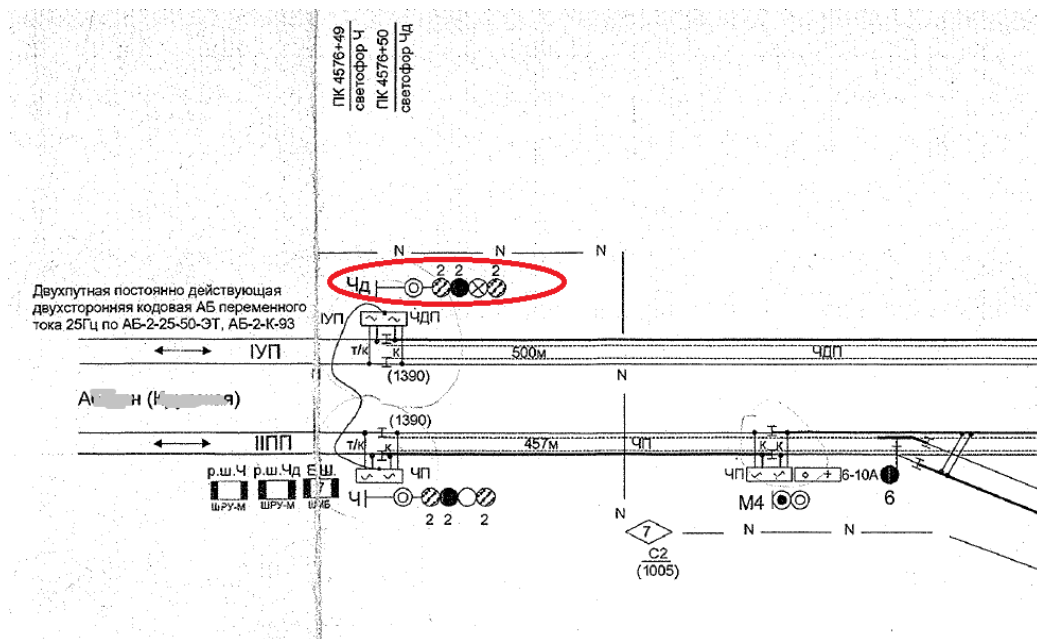 ПК 4576+49
светофор Ч
ПК 4576+50
светофор Чд
N N N
2 2 2
Чд
Двухпутная постоянно действующая
двухсторонняя кодовая АБ переменного
тока 25Гц по АБ-2-25-50-ЭТ, АБ-2-К-93
IУП ЧДП
IУП т/к к 500м ЧДП
(1390)
N
(1390)
IIПП т/к к 457м ЧП к к
р.ш.Ч р.ш.Чд Б.Ш. ЧП ЧП 6-10А
7
ШРУ-М ШРУ-М
Ч М4 6
2 2 2
N
7 N N
С2
(1005)